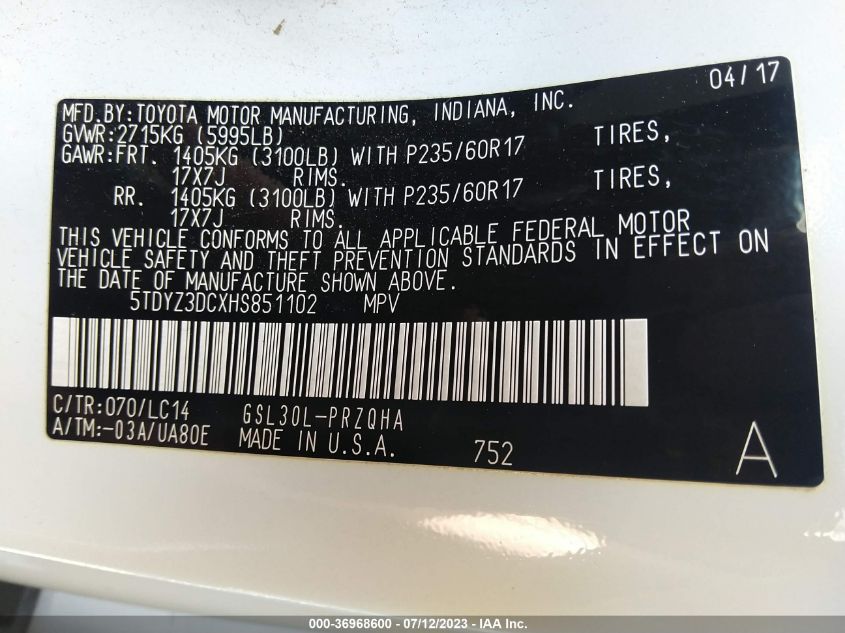 04/17
MFD.BY:TOYOTA MOTOR MANUFACTURING, INDIANA, INC.
GVWR:2715KG (5995LB)
GAWR:FRT. 1405KG (3100LB) WITH P235/60R17 TIRES,
17X7J RIMS.
RR. 1405KG (3100LB) WITH P235/60R17 TIRES,
17X7J RIMS.
THIS VEHICLE CONFORMS TO ALL APPLICABLE FEDERAL MOTOR
VEHICLE SAFETY AND THEFT PREVENTION STANDARDS IN EFFECT ON
THE DATE OF MANUFACTURE SHOWN ABOVE.
5TDYZ3DCXHS851102 MPV
C/TR:070/LC14 GSL30L-PRZQHA
A/TM:-03A/UA80E MADE IN U.S.A. 752 A
000-36968600 - 07/12/2023 - IAA Inc.